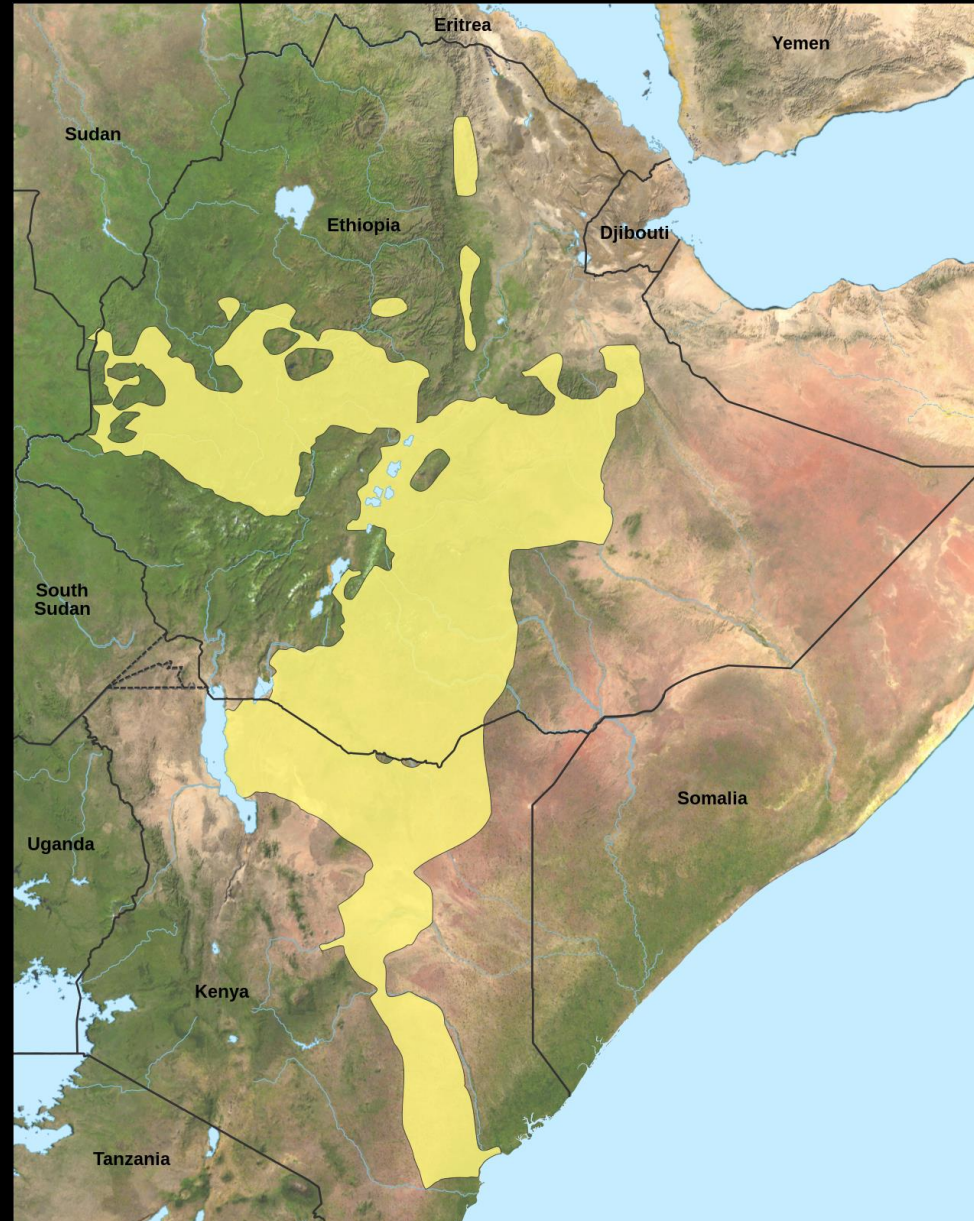 Eritrea
Yemen
Sudan
Ethiopia
Djibouti
South
Sudan
Somalia
Uganda
Kenya
Tanzania